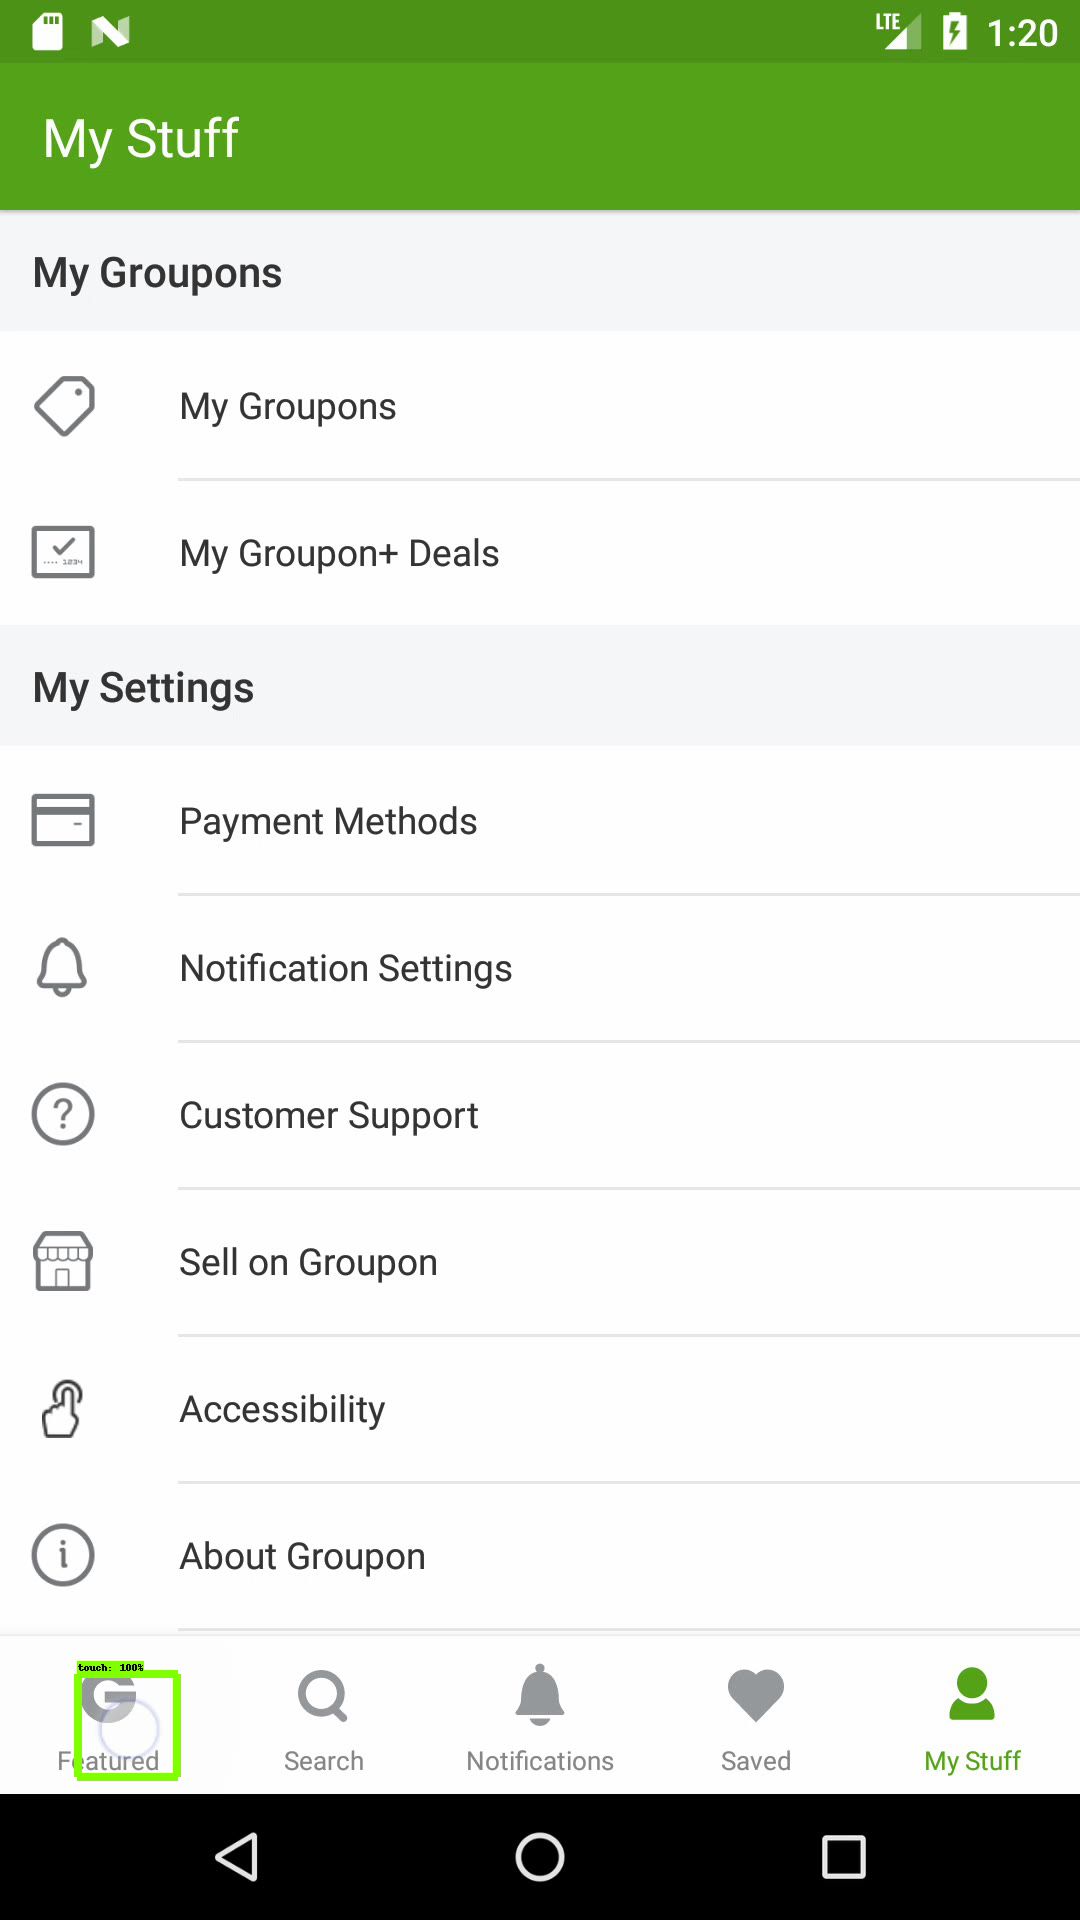 LTE 1:20
My Stuff
My Groupons
My Groupons
1234
My Groupon+ Deals
My Settings
Payment Methods
Notification Settings
Customer Support
Sell on Groupon
Accessibility
About Groupon
touch: 100%
G
Featured
Search
Notifications
Saved
My Stuff